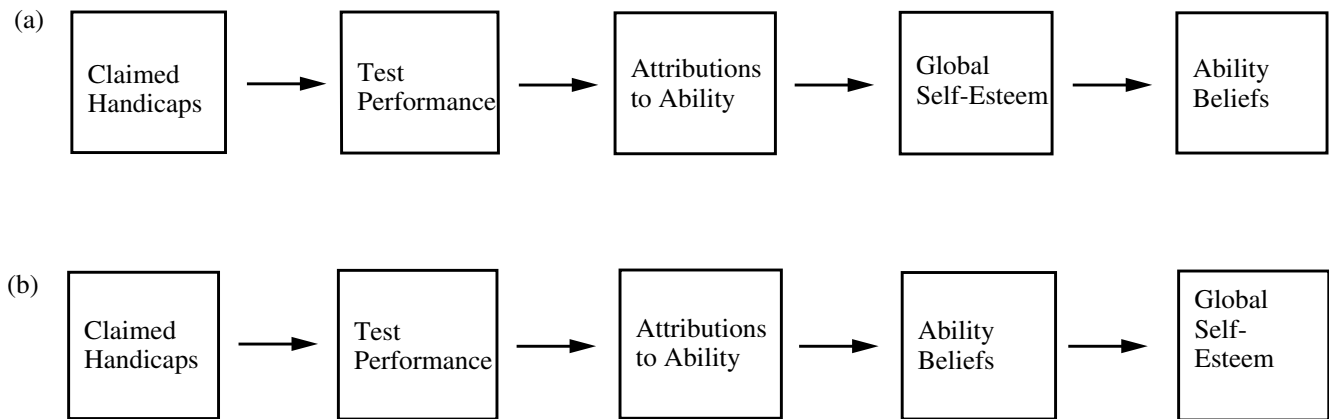 (a)
Claimed
Handicaps
Test
Performance
Attributions
to Ability
Global
Self-Esteem
Ability
Beliefs
(b)
Claimed
Handicaps
Test
Performance
Attributions
to Ability
Ability
Beliefs
Global
Self-
Esteem